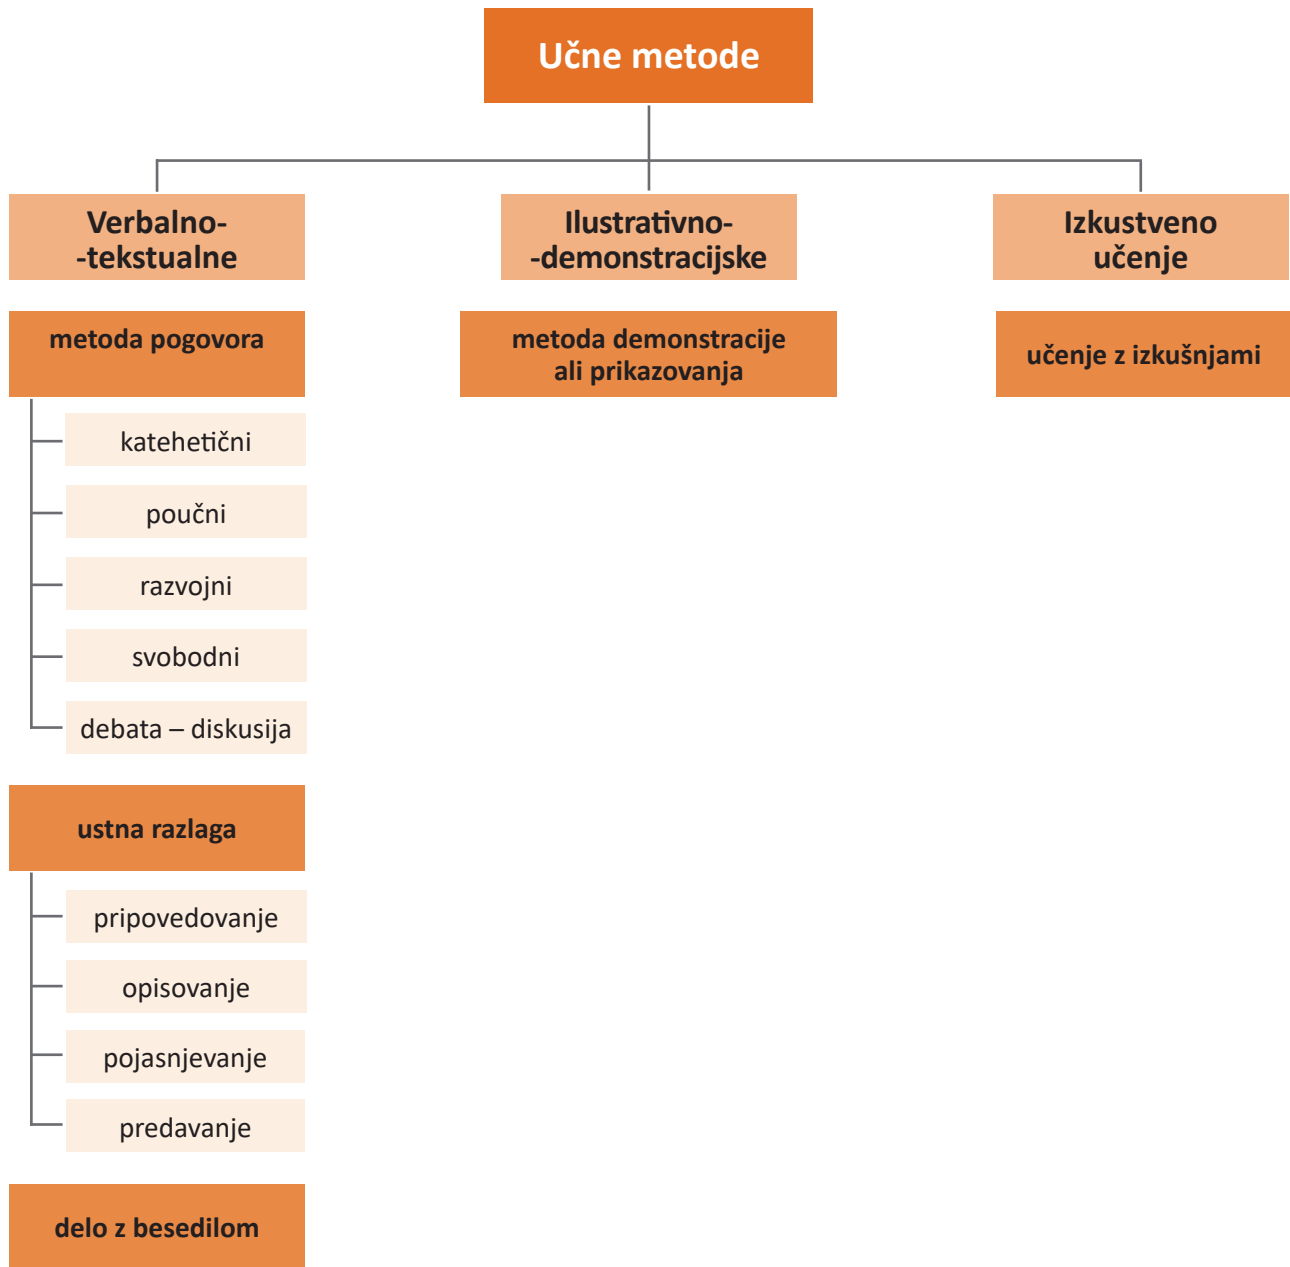 Učne metode
Verbalno-
-tekstualne
Ilustrativno-
-demonstracijske
Izkustveno
učenje
metoda pogovora
metoda demonstracije
ali prikazovanja
učenje z izkušnjami
katehetični
poučni
razvojni
svobodni
debata – diskusija
ustna razlaga
pripovedovanje
opisovanje
pojasnjevanje
predavanje
delo z besedilom